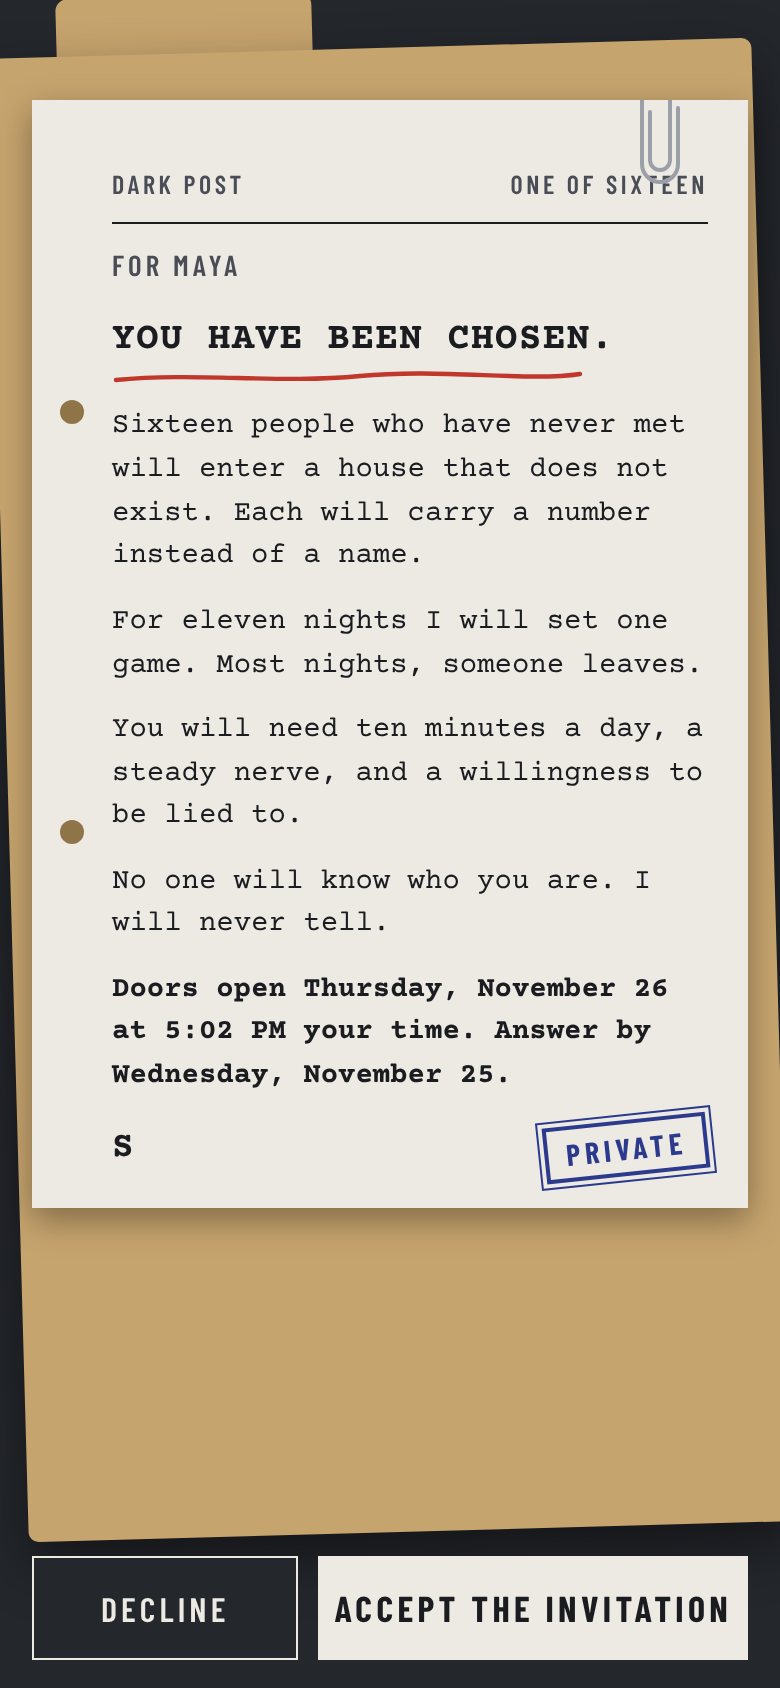 DARK POST
ONE OF SIXTEEN
FOR MAYA
YOU HAVE BEEN CHOSEN.
Sixteen people who have never met
will enter a house that does not
exist. Each will carry a number
instead of a name.
For eleven nights I will set one
game. Most nights, someone leaves.
You will need ten minutes a day, a
steady nerve, and a willingness to
be lied to.
No one will know who you are. I
will never tell.
Doors open Thursday, November 26
at 5:02 PM your time. Answer by
Wednesday, November 25.
S
PRIVATE
DECLINE
ACCEPT THE INVITATION